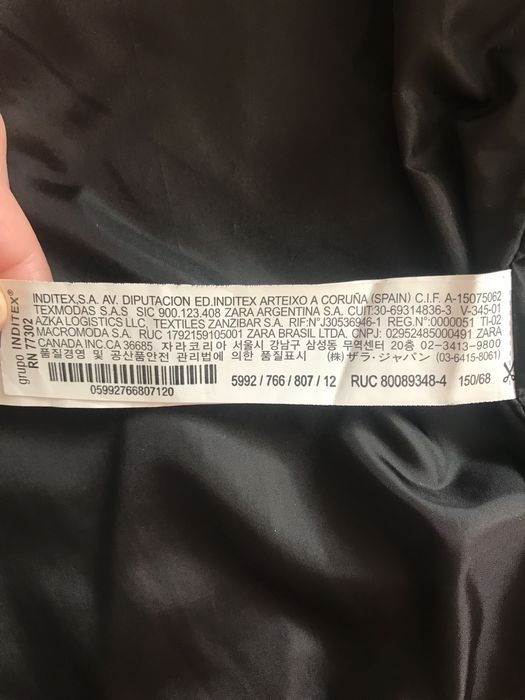 grupo INDITEX®
RN 77302
INDITEX,S.A. AV. DIPUTACION ED.INDITEX ARTEIXO A CORUÑA (SPAIN) C.I.F. A-15075062
TEXMODAS S.A.S SIC 900.123.408 ZARA ARGENTINA S.A. CUIT:30-69314836-3 V-345-01
AZKA LOGISTICS LLC, TEXTILES ZANZIBAR S.A. RIF:NºJ30536946-1 REG.Nº:0000051 TI-02
MACROMODA S.A. RUC 1792159105001 ZARA BRASIL LTDA. CNPJ: 02952485000491 ZARA
CANADA INC.CA 36685 자라코리아 서울시 강남구 삼성동 무역센터 20층 02-3413-9800
품질경영 및 공산품안전 관리법에 의한 품질표시 (株) ザラ・ジャパン (03-6415-8061)
05992766807120
5992 / 766 / 807 / 12 RUC 80089348-4 150/68